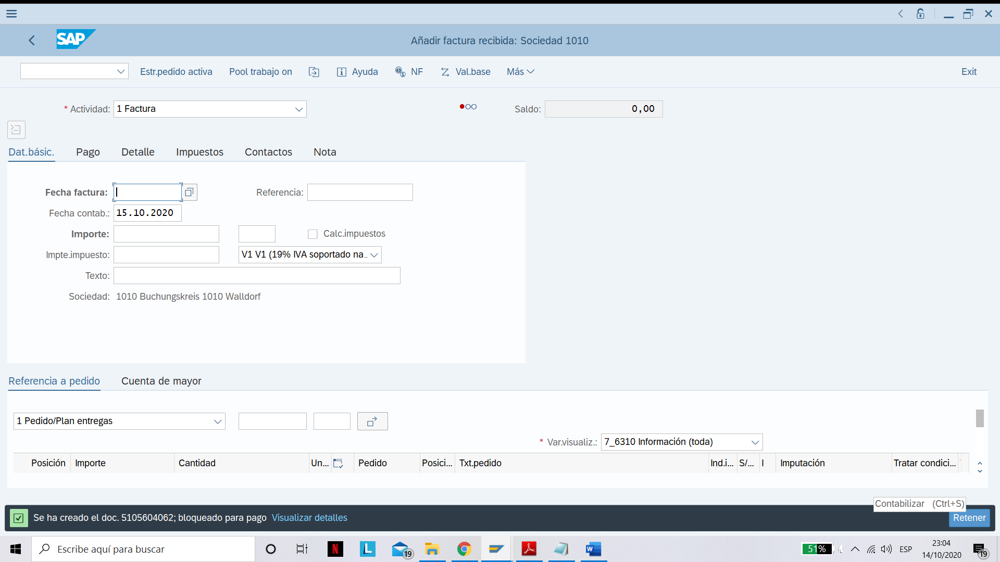 SAP
Añadir factura recibida: Sociedad 1010
Estr.pedido activa
Pool trabajo on
Ayuda
NF
Val.base
Más
Exit
* Actividad:
1 Factura
Saldo:
0,00
Dat.básic.
Pago
Detalle
Impuestos
Contactos
Nota
Fecha factura:
Referencia:
Fecha contab.:
15.10.2020
Importe:
Calc.impuestos
Impte.impuesto:
V1 V1 (19% IVA soportado na...
Texto:
Sociedad:
1010 Buchungskreis 1010 Walldorf
Referencia a pedido
Cuenta de mayor
1 Pedido/Plan entregas
* Var.visualiz.:
7_6310 Información (toda)
Posición
Importe
Cantidad
Un...
Pedido
Posici...
Txt.pedido
Ind.i...
S/...
I
Imputación
Tratar condici...
Contabilizar (Ctrl+S)
Se ha creado el doc. 5105604062; bloqueado para pago
Visualizar detalles
Retener
Escribe aquí para buscar
N
L
19
W
51%
ESP
23:04
14/10/2020
19